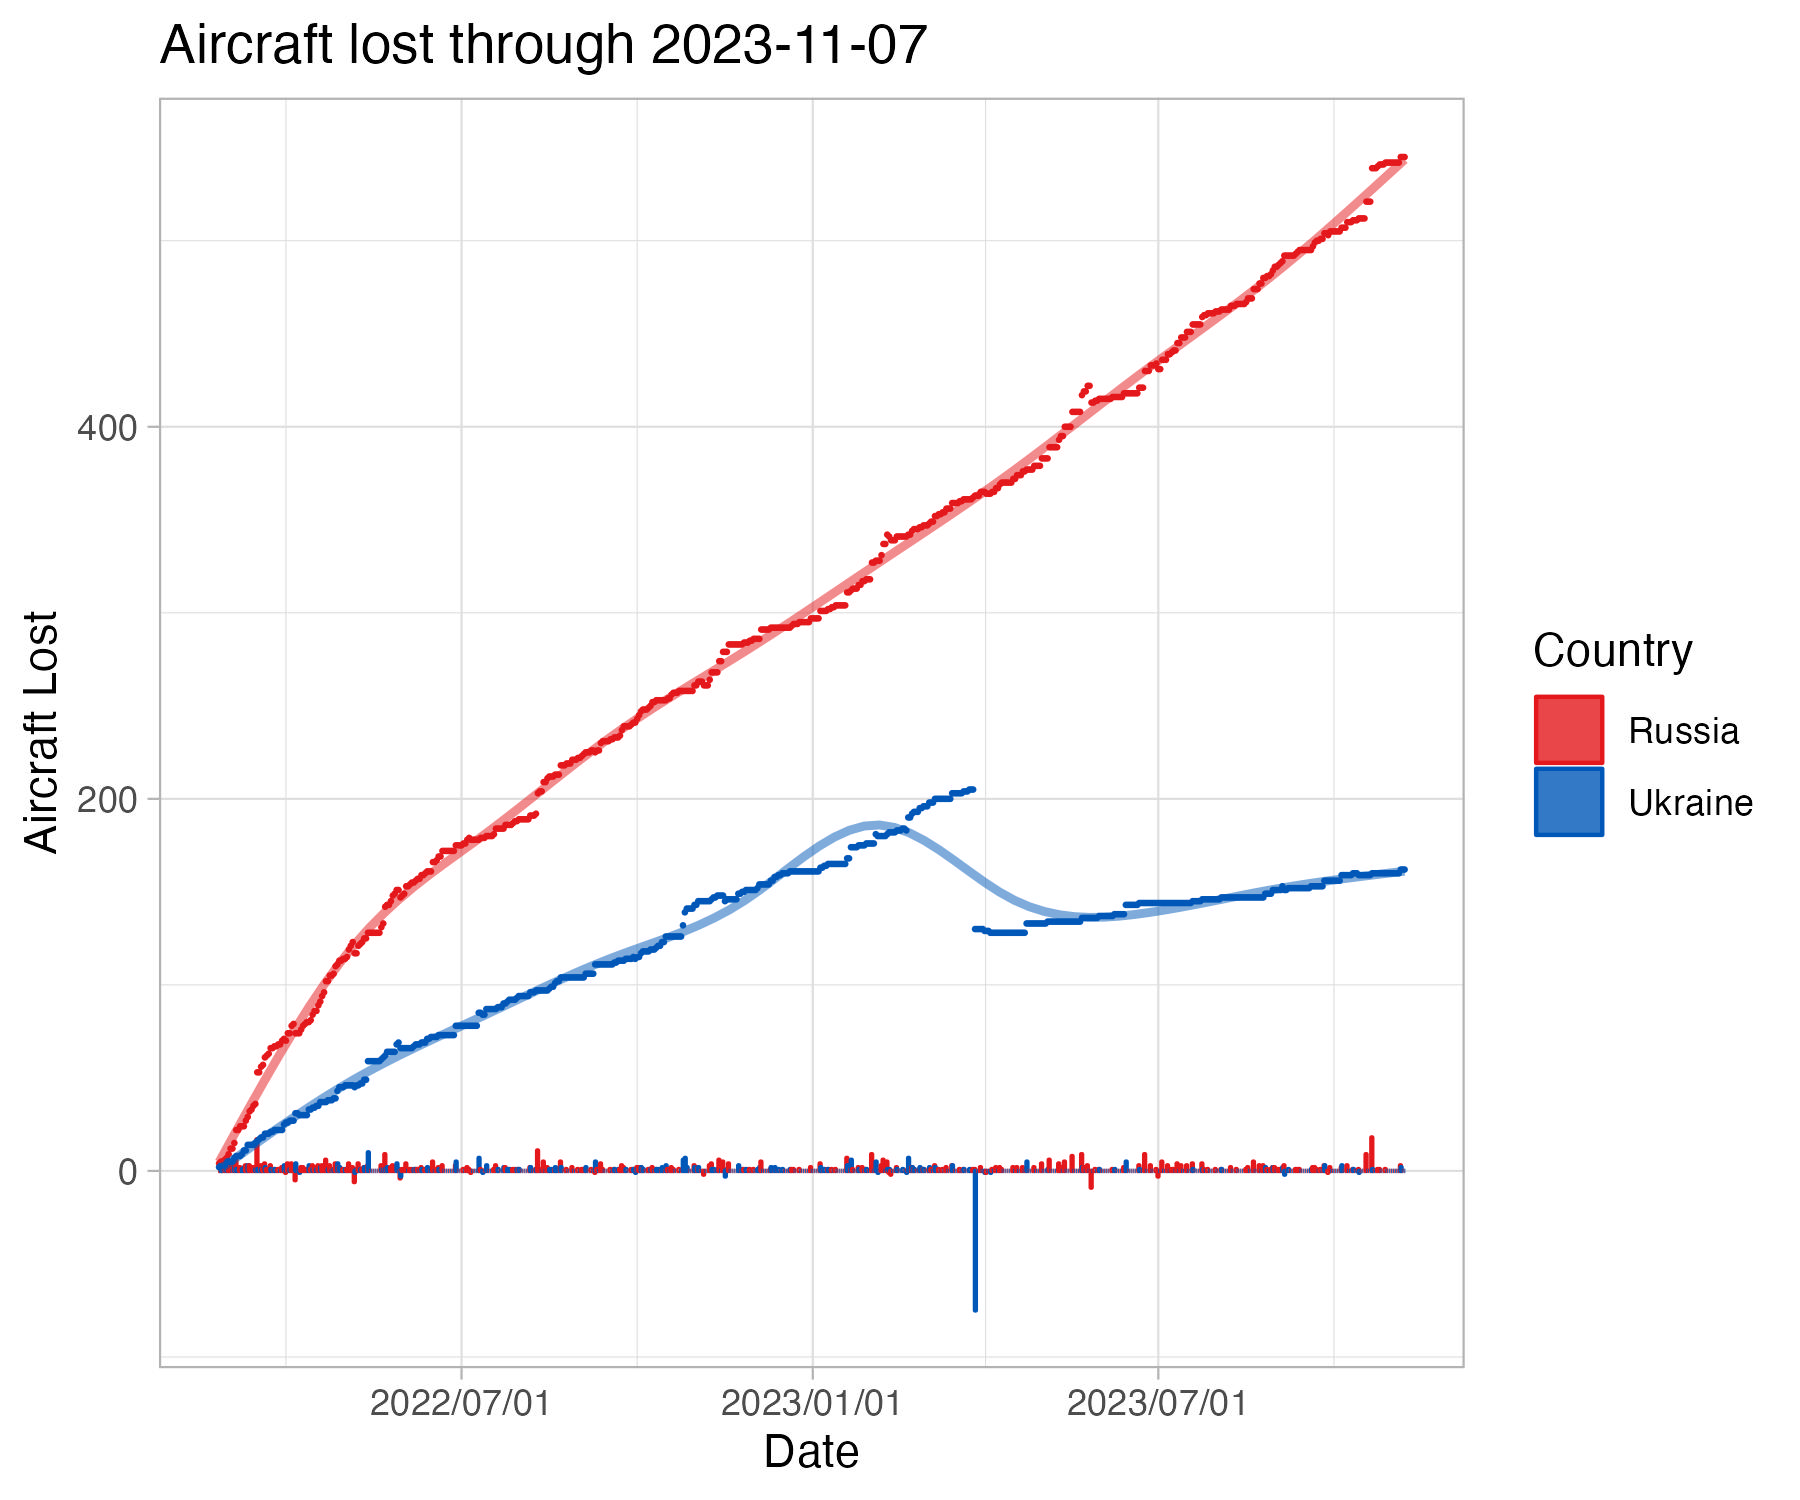 Aircraft lost through 2023-11-07
Aircraft Lost
400
200
0
2022/07/01
2023/01/01
2023/07/01
Date
Country
Russia
Ukraine